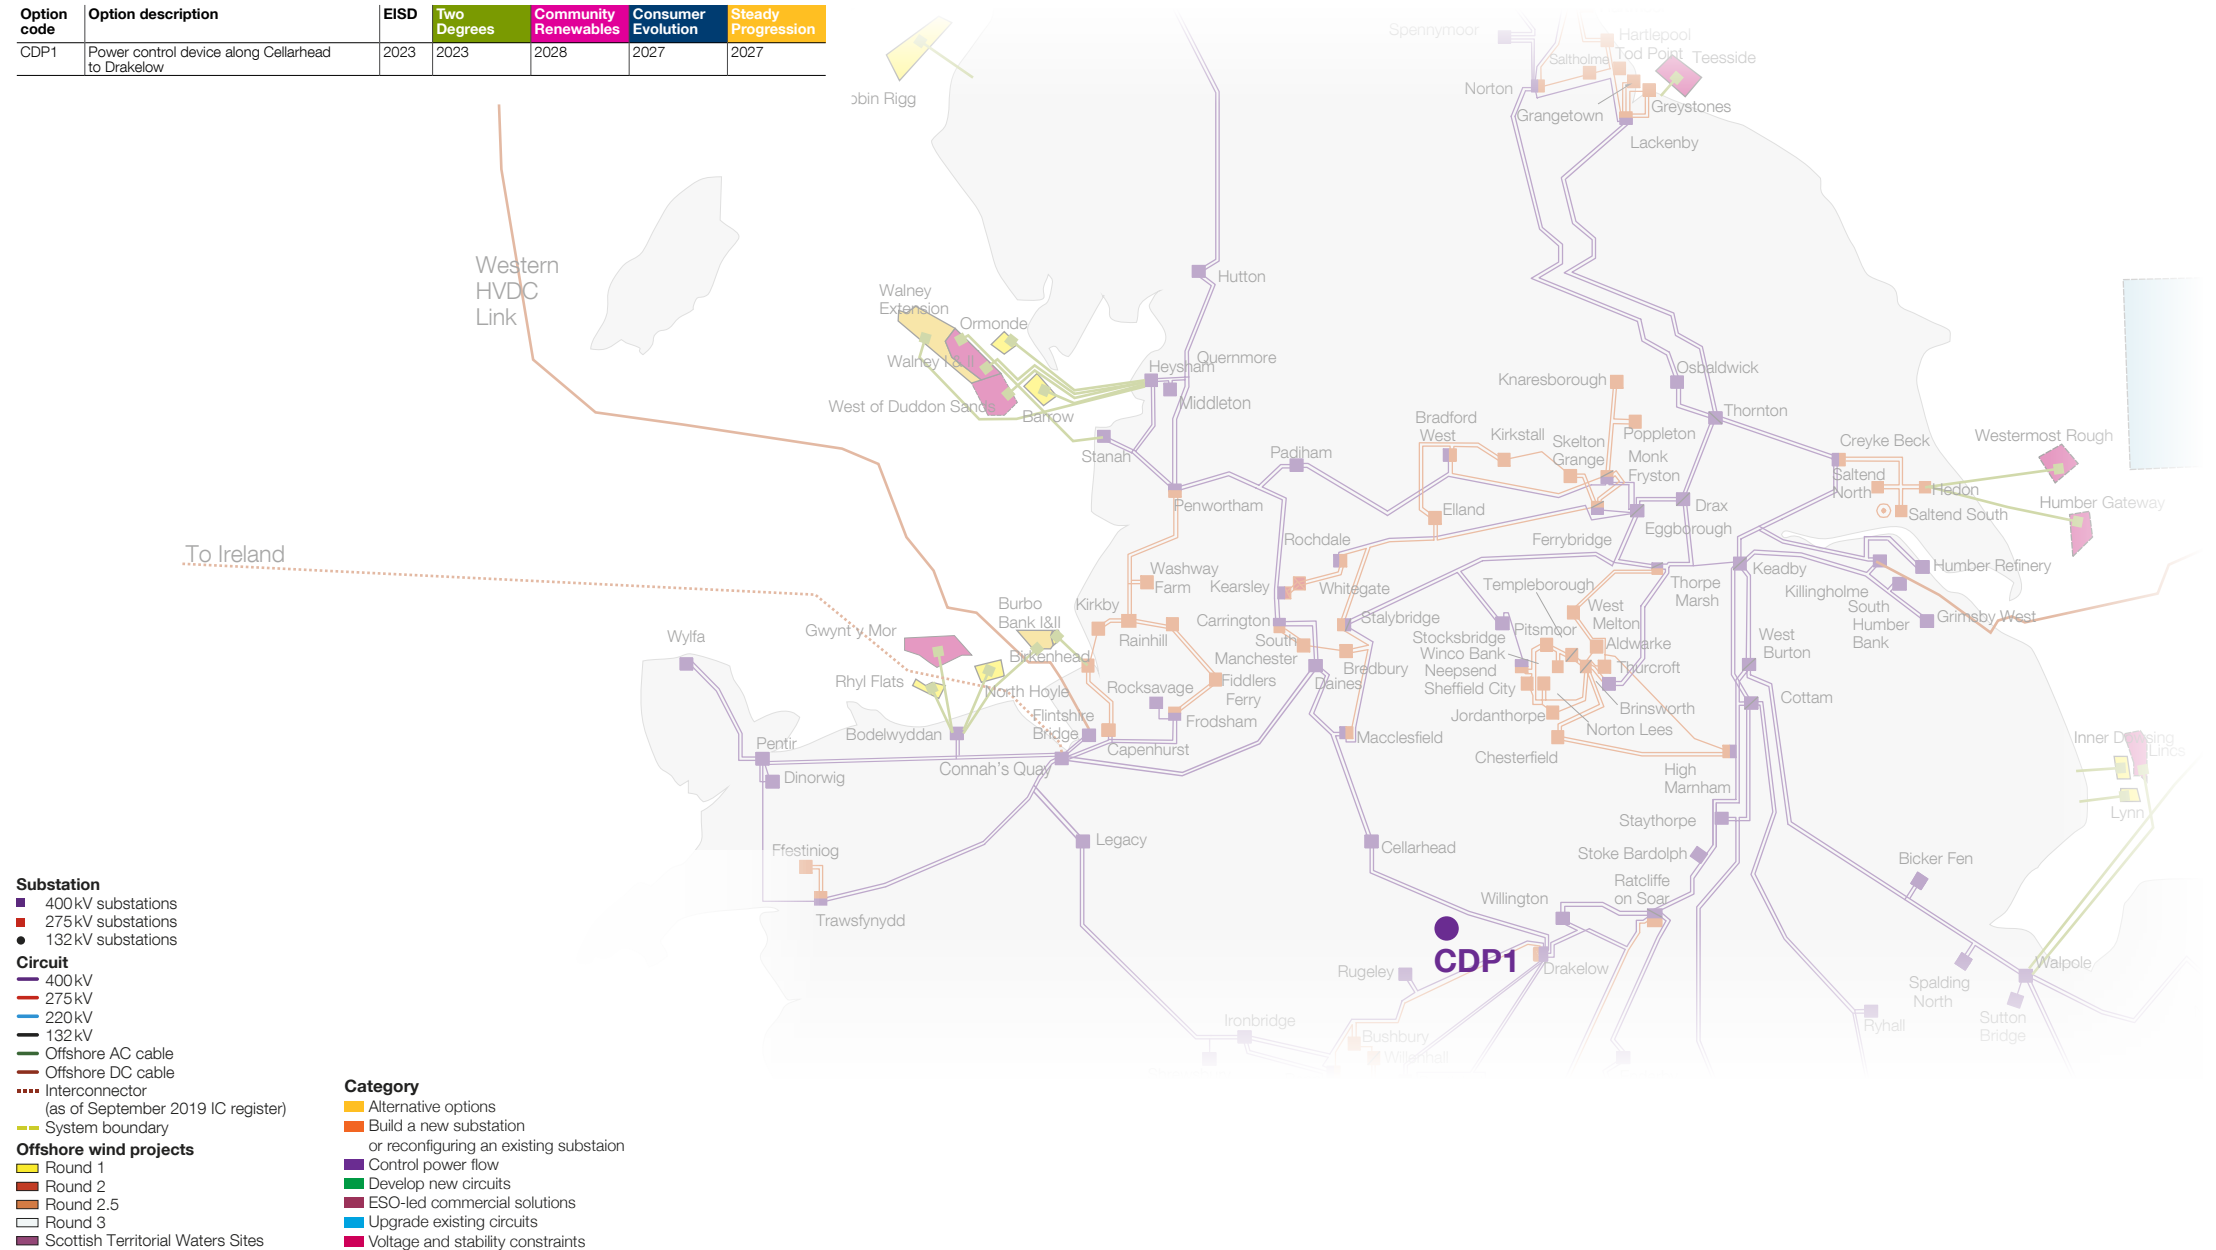 Option code
Option description
EISD
Two Degrees
Community Renewables
Consumer Evolution
Steady Progression
CDP1
Power control device along Cellarhead
to Drakelow
2023
2023
2028
2027
2027
Spennymoor
Hartlepool
Tod Point
Saltholme
Teesside
Norton
Greystones
Grangetown
Lackenby
obin Rigg
Western
HVDC
Link
Hutton
Walney
Extension
Ormonde
Walney I & II
West of Duddon Sands
Barrow
Heysham
Quernmore
Middleton
Stanah
Padiham
Penwortham
Knaresborough
Osbaldwick
Bradford
West
Kirkstall
Skelton
Grange
Poppleton
Monk
Fryston
Thornton
Creyke Beck
Westermost Rough
Saltend
North
Hedon
Humber Gateway
Saltend South
Drax
Eggborough
Elland
Ferrybridge
Rochdale
To Ireland
Washway
Farm
Kearsley
Whitegate
Templeborough
Thorpe
Marsh
Keadby
Humber Refinery
Killingholme
South
Humber
Bank
Grimsby West
Burbo
Bank I&II
Kirkby
Rainhill
Carrington
South
Manchester
Stalybridge
Bredbury
Stocksbridge
Pitsmoor
West
Melton
Aldwarke
Winco Bank
Neepsend
Thurcroft
Sheffield City
Jordanthorpe
Brinsworth
Norton Lees
Chesterfield
West
Burton
Cottam
Wylfa
Gwynt y Mor
Birkenhead
Rhyl Flats
North Hoyle
Rocksavage
Fiddlers
Ferry
Daines
Flintshire
Bridge
Frodsham
Bodelwyddan
Capenhurst
Macclesfield
Pentir
Connah's Quay
Dinorwig
High
Marnham
Inner Dowsing
Lincs
Lynn
Staythorpe
Legacy
Cellarhead
Stoke Bardolph
Bicker Fen
Ffestiniog
Ratcliffe
on Soar
Willington
Trawsfynydd
CDP1
Drakelow
Rugeley
Walpole
Spalding
North
Sutton
Bridge
Ryhall
Ironbridge
Bushbury
Willenhall
Substation
400 kV substations
275 kV substations
132 kV substations
Circuit
400 kV
275 kV
220 kV
132 kV
Offshore AC cable
Offshore DC cable
Interconnector
(as of September 2019 IC register)
System boundary
Offshore wind projects
Round 1
Round 2
Round 2.5
Round 3
Scottish Territorial Waters Sites
Category
Alternative options
Build a new substation
or reconfiguring an existing substaion
Control power flow
Develop new circuits
ESO-led commercial solutions
Upgrade existing circuits
Voltage and stability constraints